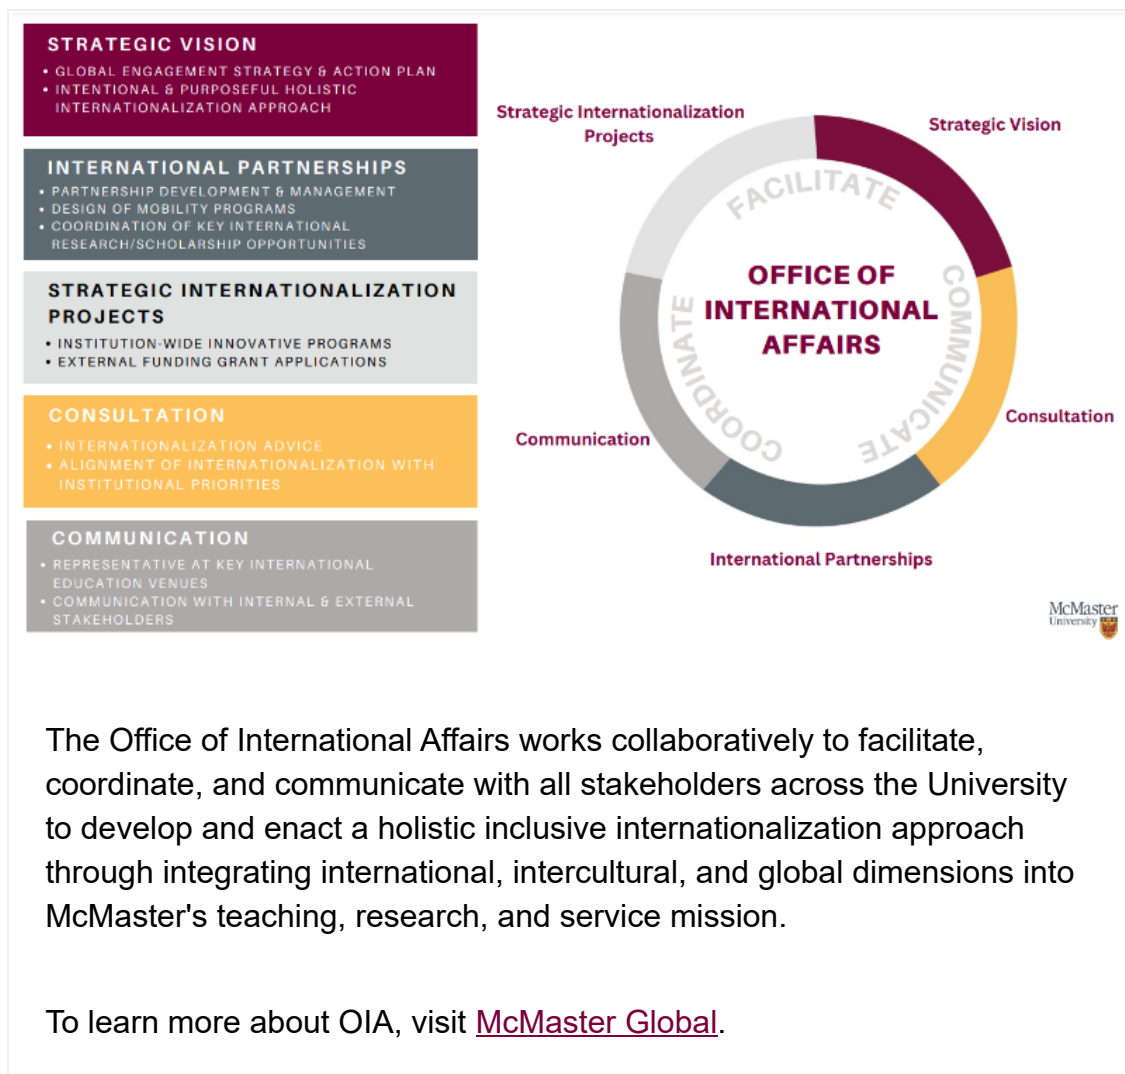 STRATEGIC VISION
• GLOBAL ENGAGEMENT STRATEGY & ACTION PLAN
• INTENTIONAL & PURPOSEFUL HOLISTIC
INTERNATIONALIZATION APPROACH
INTERNATIONAL PARTNERSHIPS
• PARTNERSHIP DEVELOPMENT & MANAGEMENT
• DESIGN OF MOBILITY PROGRAMS
• COORDINATION OF KEY INTERNATIONAL
RESEARCH/SCHOLARSHIP OPPORTUNITIES
STRATEGIC INTERNATIONALIZATION
PROJECTS
• INSTITUTION-WIDE INNOVATIVE PROGRAMS
• EXTERNAL FUNDING GRANT APPLICATIONS
CONSULTATION
• INTERNATIONALIZATION ADVICE
• ALIGNMENT OF INTERNATIONALIZATION WITH
INSTITUTIONAL PRIORITIES
COMMUNICATION
• REPRESENTATIVE AT KEY INTERNATIONAL
EDUCATION VENUES
• COMMUNICATION WITH INTERNAL & EXTERNAL
STAKEHOLDERS
Strategic Internationalization
Projects
Strategic Vision
FACILITATE
COMMUNICATE
COORDINATE
OFFICE OF
INTERNATIONAL
AFFAIRS
Consultation
Communication
International Partnerships
McMaster
University
The Office of International Affairs works collaboratively to facilitate,
coordinate, and communicate with all stakeholders across the University
to develop and enact a holistic inclusive internationalization approach
through integrating international, intercultural, and global dimensions into
McMaster's teaching, research, and service mission.
To learn more about OIA, visit McMaster Global.